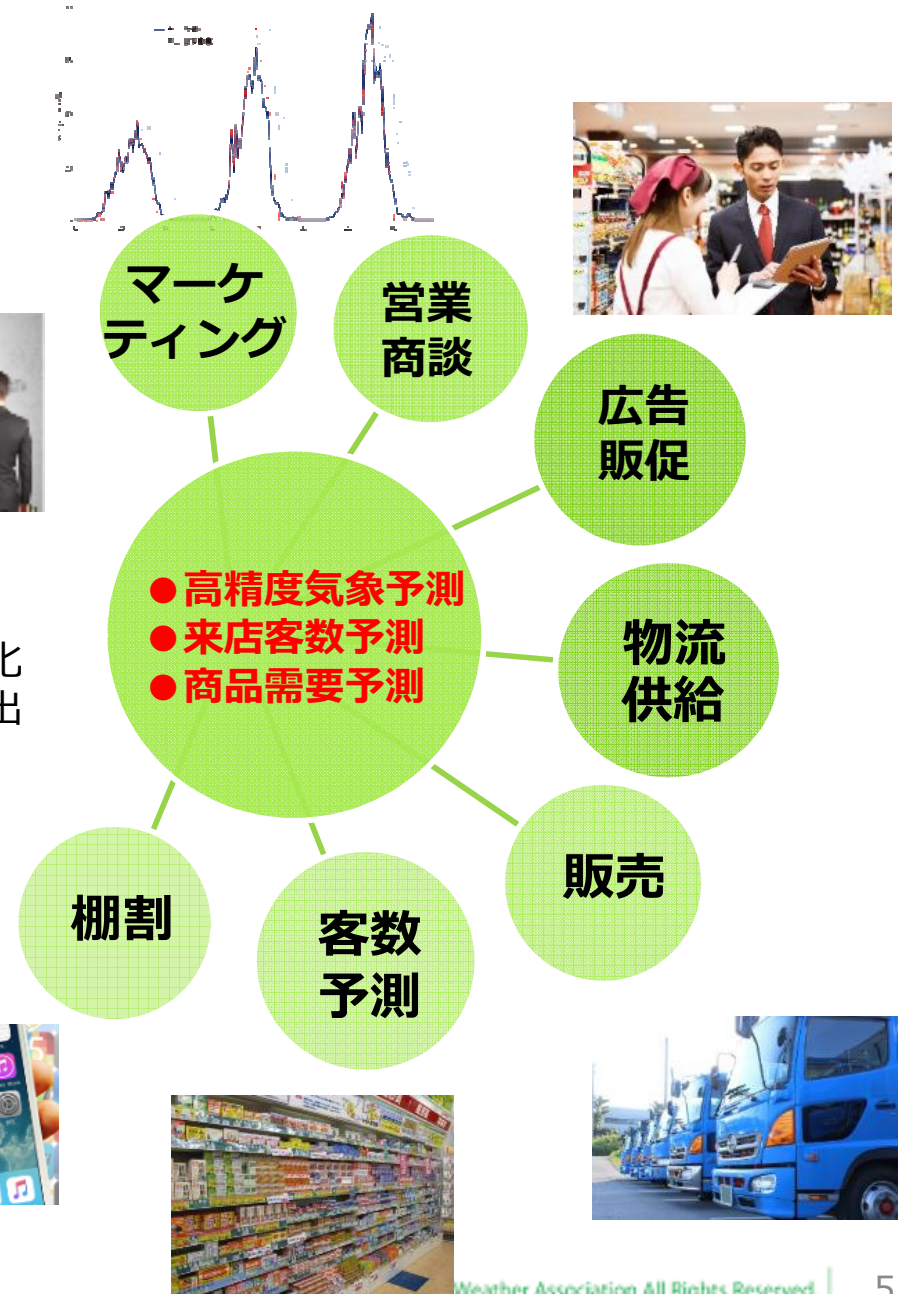 マーケ
ティング
営業
商談
広告
販促
●高精度気象予測
●来店客数予測
●商品需要予測
物流
供給
化
出
販売
棚割
客数
予測
Weather Association All Rights Reserved.
5